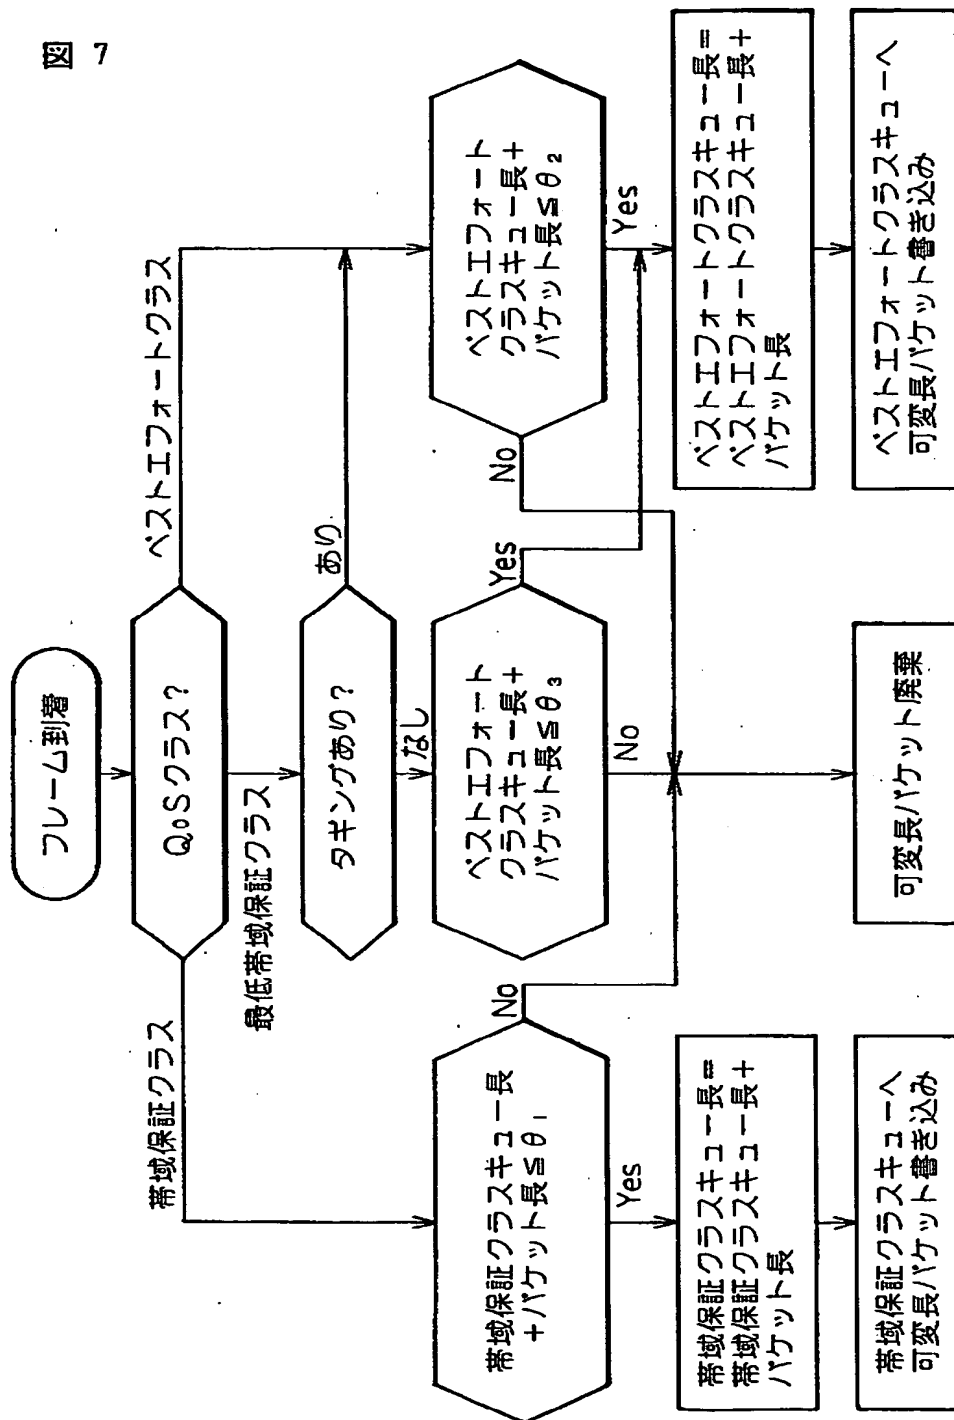 図 7
フレーム到着
QoSクラス?
帯域保証クラス
最低帯域保証クラス
ベストエフォートクラス
タギングあり?
あり
なし
帯域保証クラスキュー長
+パケット長≦θ1
No
Yes
ベストエフォート
クラスキュー長+
パケット長≦θ3
Yes
No
ベストエフォート
クラスキュー長+
パケット長≦θ2
No
Yes
帯域保証クラスキュー長=
帯域保証クラスキュー長+
パケット長
ベストエフォートクラスキュー長=
ベストエフォートクラスキュー長+
パケット長
帯域保証クラスキューへ
可変長パケット書き込み
可変長パケット廃棄
ベストエフォートクラスキューへ
可変長パケット書き込み